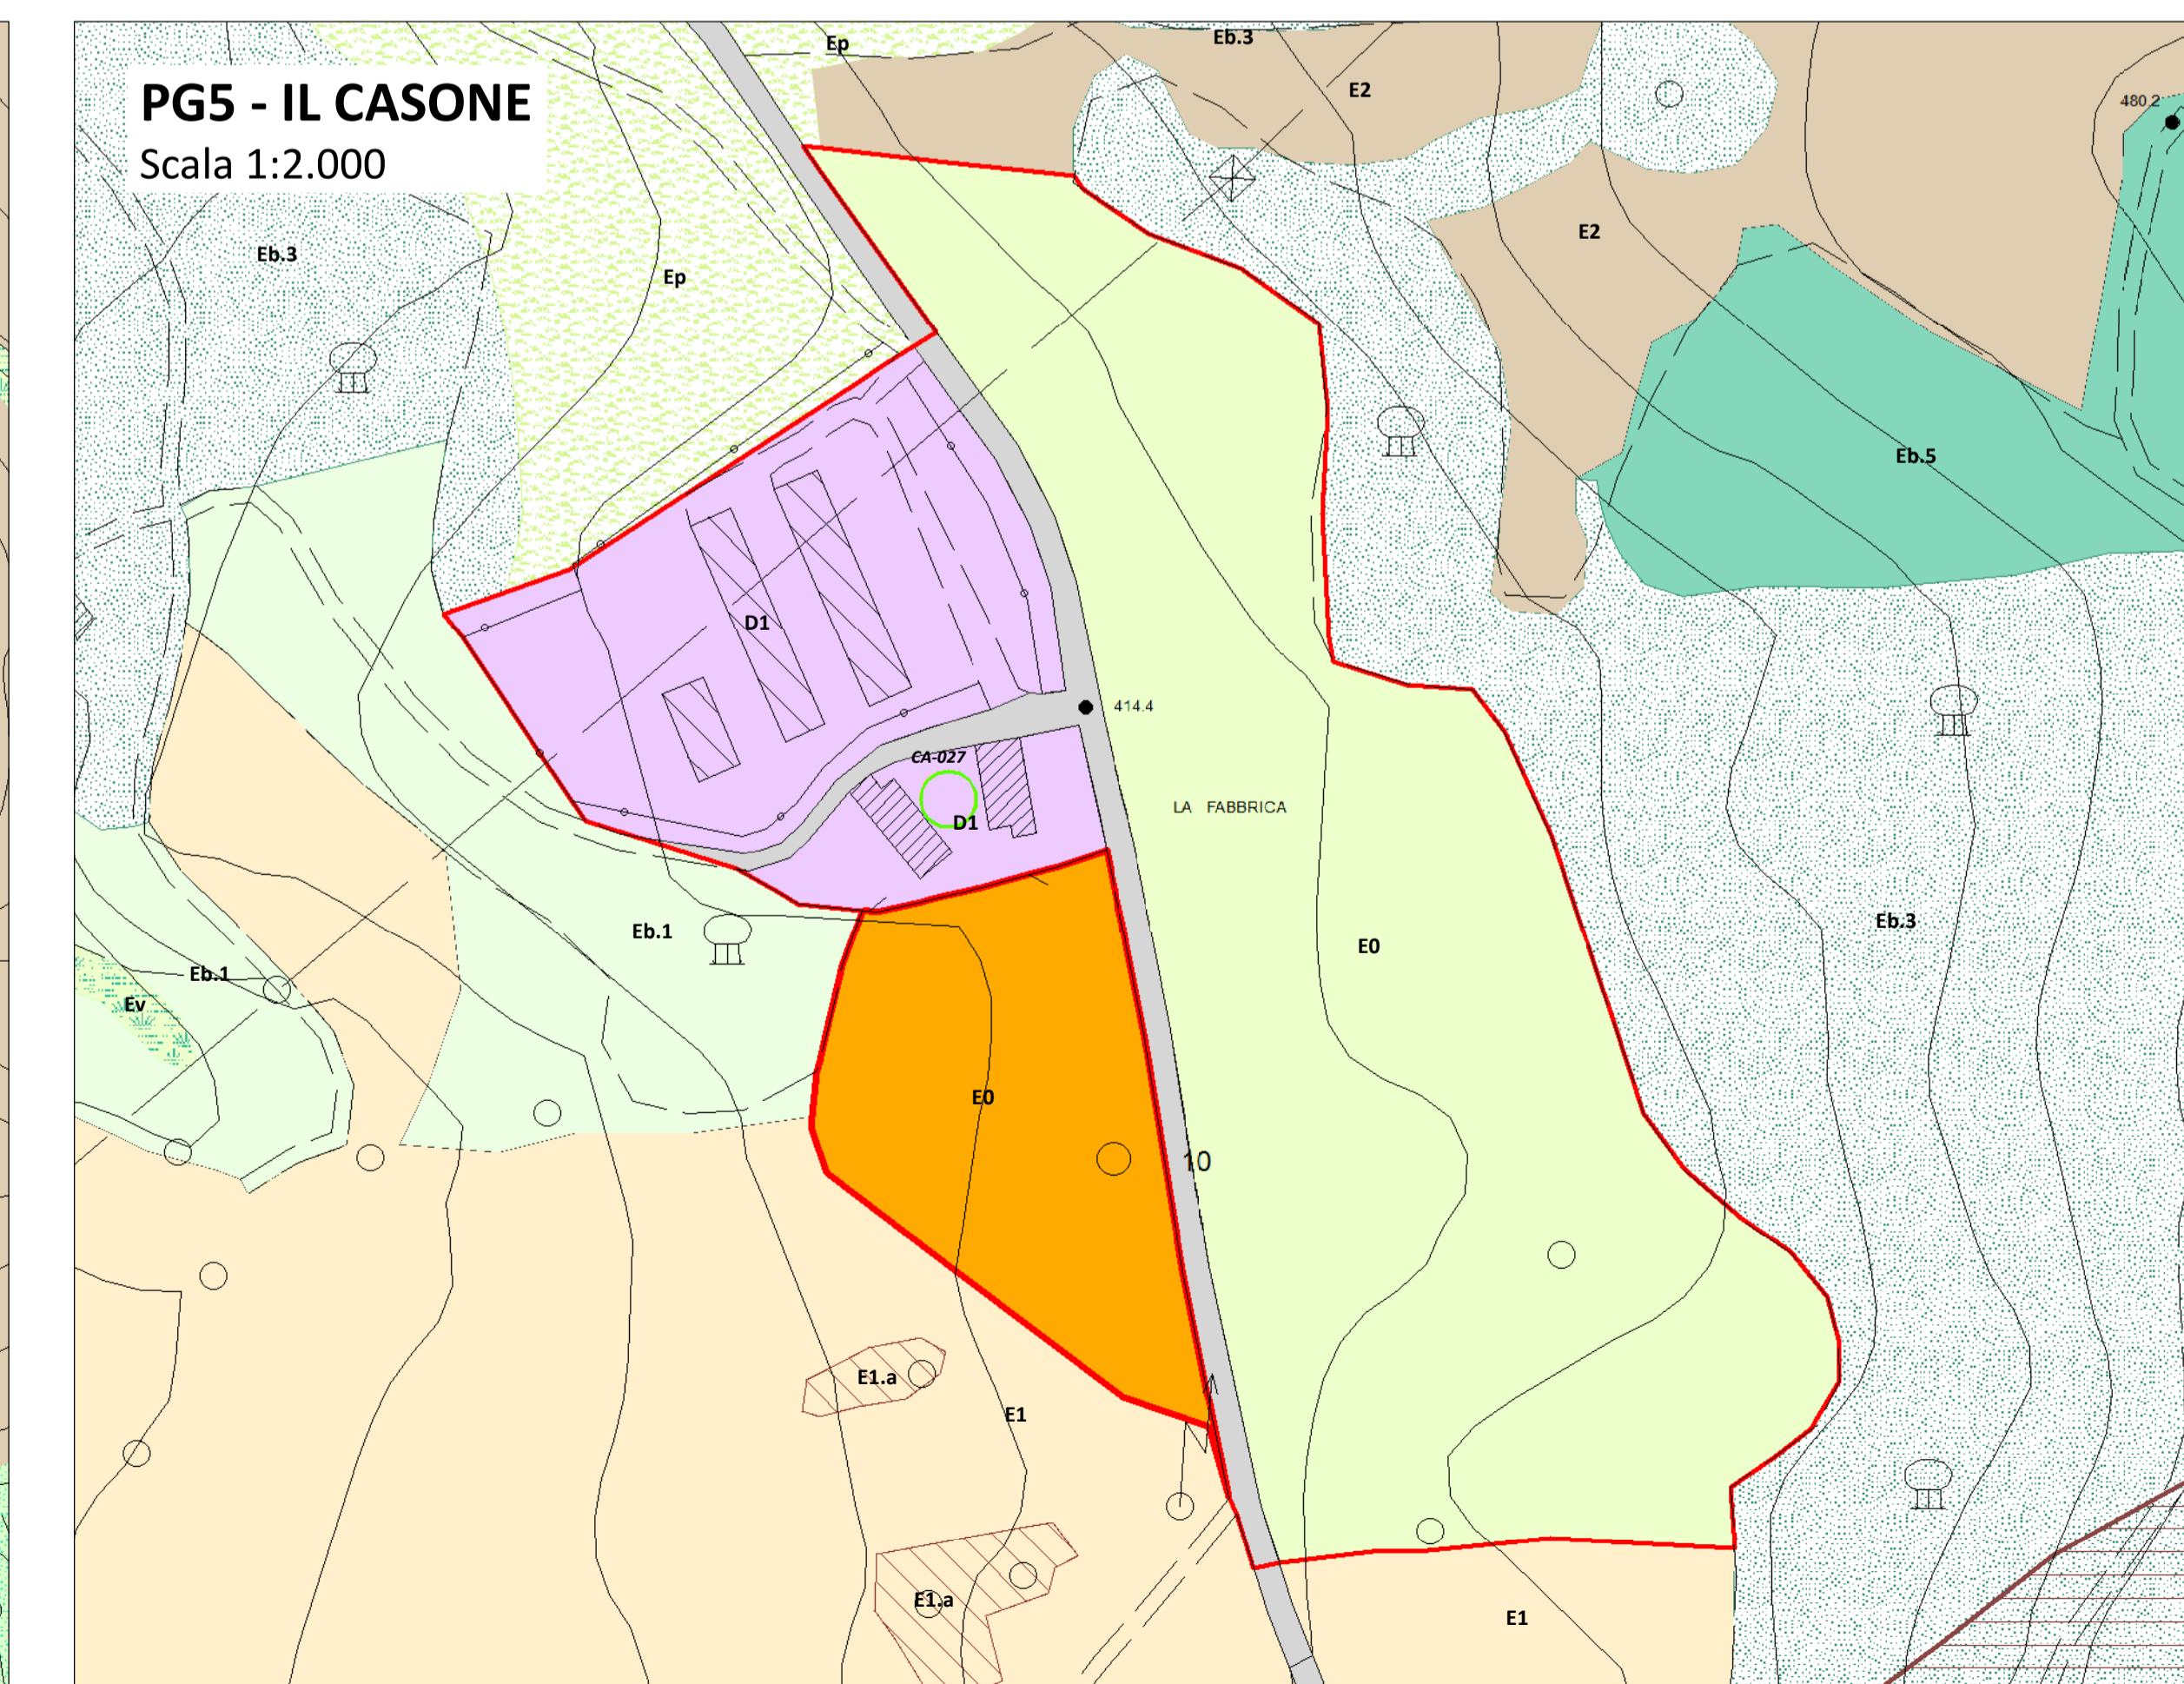 Ep
Eb.3
PG5 - IL CASONE
E2
480.2
Scala 1:2.000
E2
Eb.3
Ep
Eb.5
D1
414.4
CA-027
LA FABBRICA
D1
Eb.3
Eb.1
E0
Eb.1
Ev
E0
10
E1.a
E1
E1.a
E1